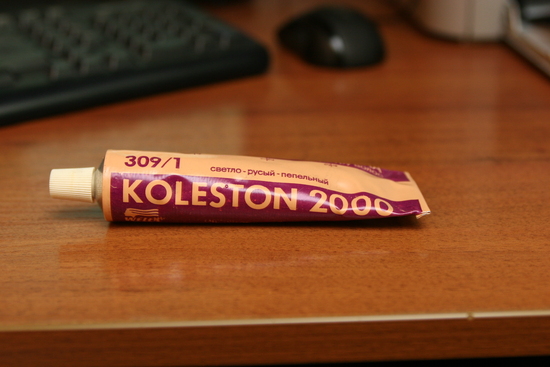 309/1
светло-русый-пепельный
KOLESTON 2000